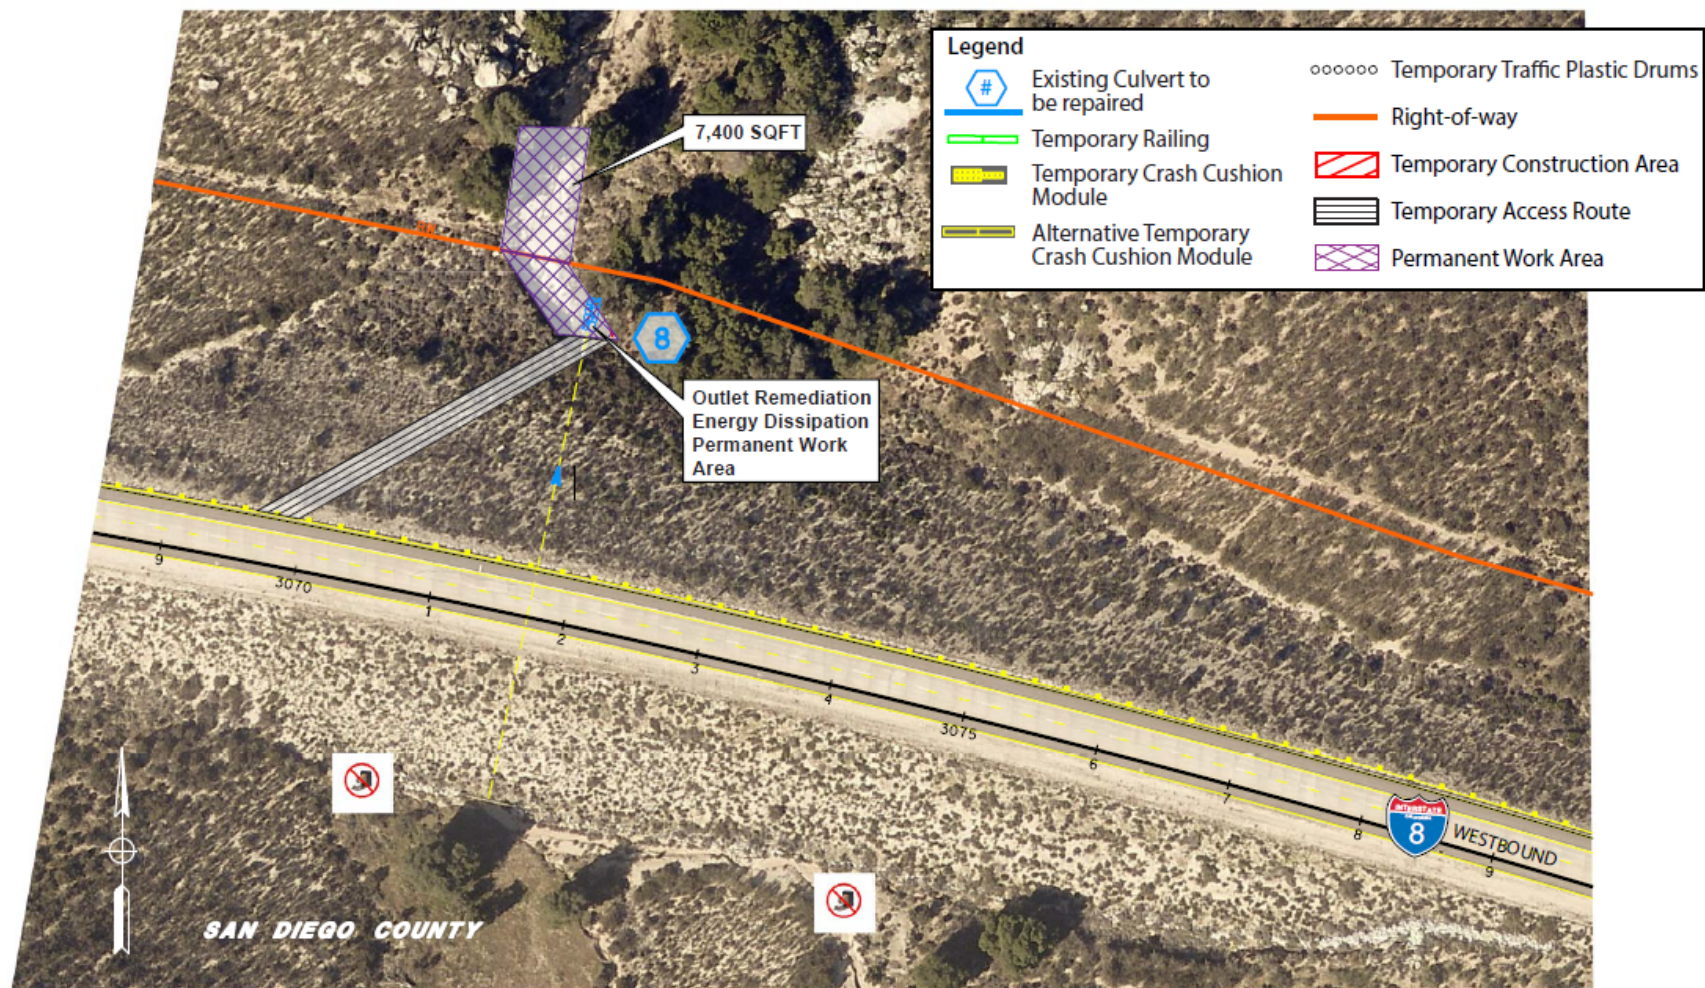 Legend
#
Existing Culvert to
be repaired
Temporary Railing
Temporary Crash Cushion
Module
Alternative Temporary
Crash Cushion Module
Temporary Traffic Plastic Drums
Right-of-way
Temporary Construction Area
Temporary Access Route
Permanent Work Area
7,400 SQFT
8
Outlet Remediation
Energy Dissipation
Permanent Work
Area
9
3070
1
2
3
4
3075
6
7
8
9
INTERSTATE
8
WESTBOUND
SAN DIEGO COUNTY